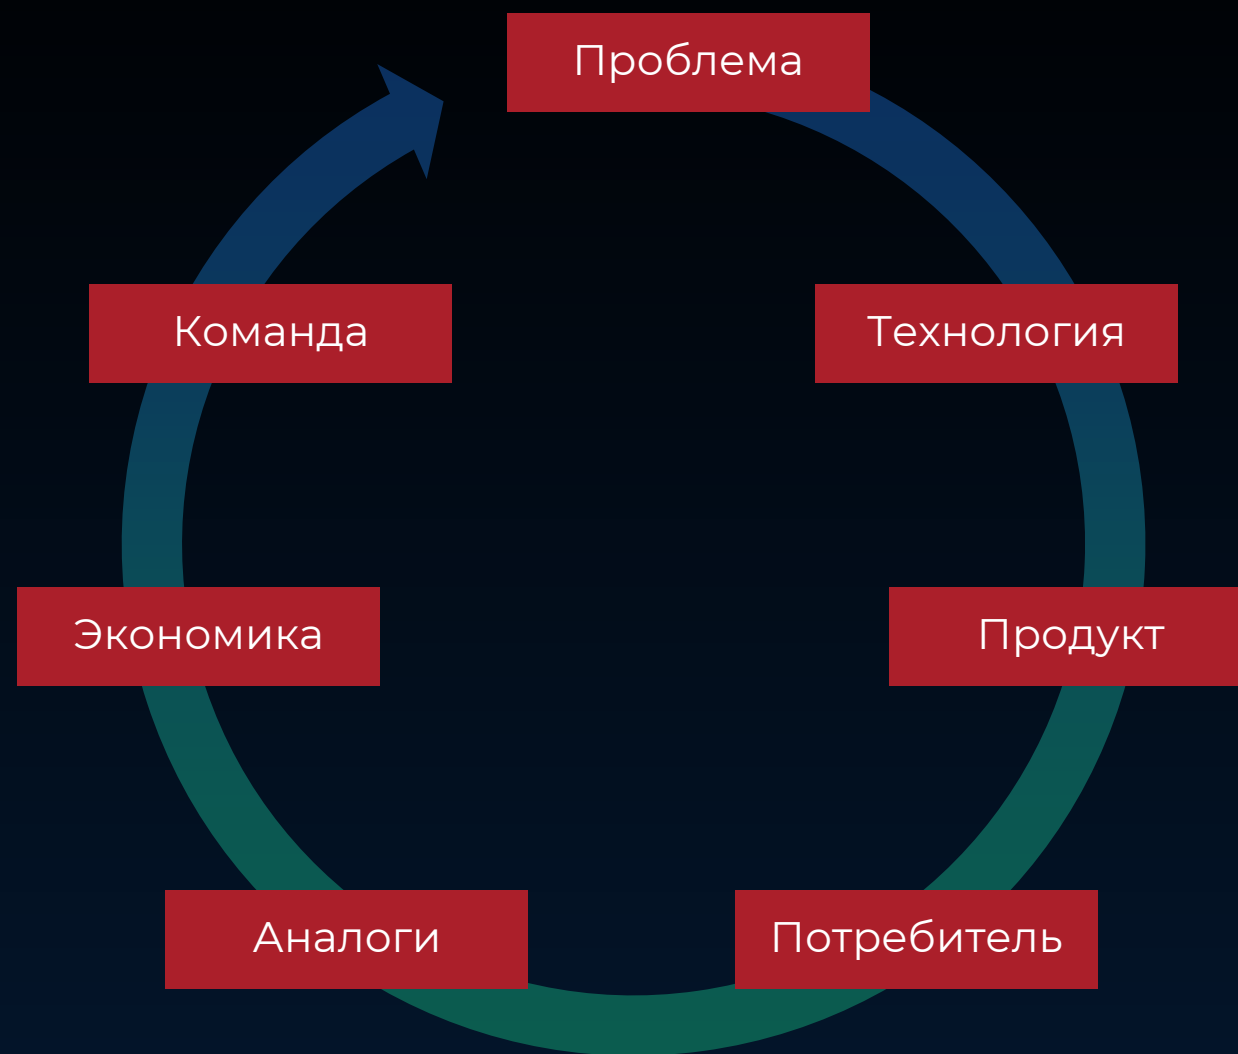 Проблема
Технология
Продукт
Потребитель
Аналоги
Экономика
Команда